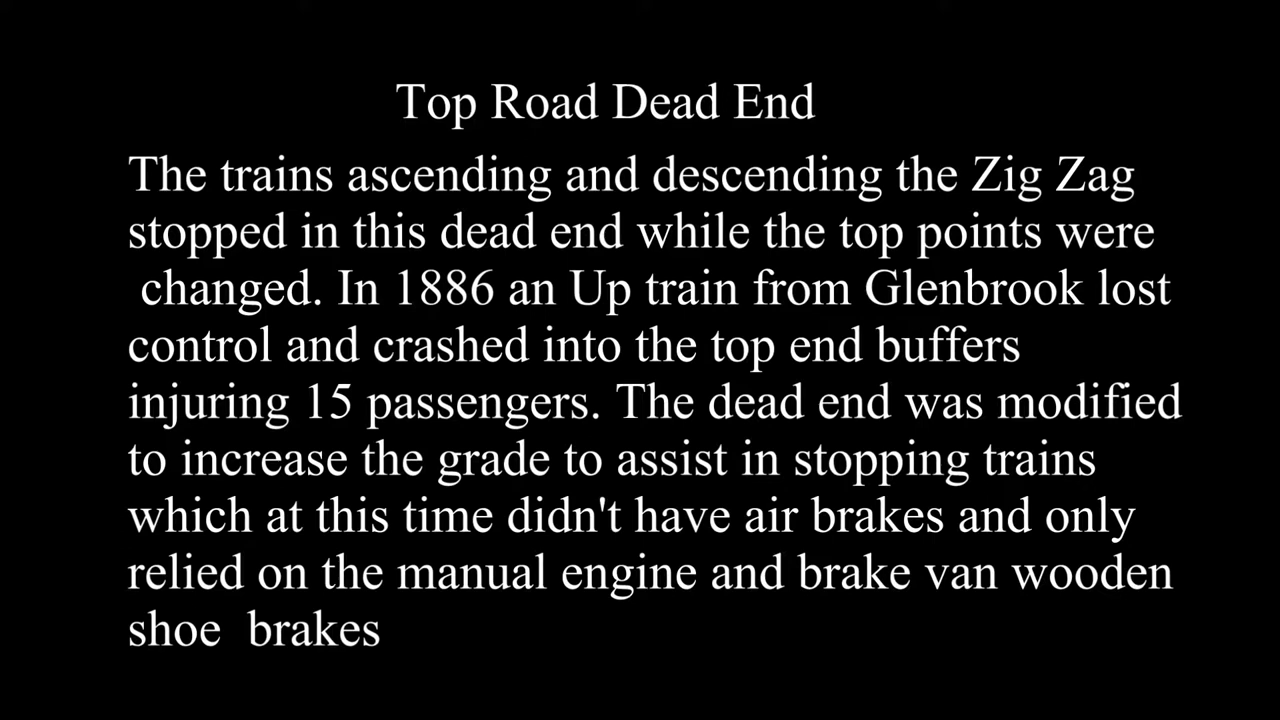 Top Road Dead End
The trains ascending and descending the Zig Zag
stopped in this dead end while the top points were
changed. In 1886 an Up train from Glenbrook lost
control and crashed into the top end buffers
injuring 15 passengers. The dead end was modified
to increase the grade to assist in stopping trains
which at this time didn't have air brakes and only
relied on the manual engine and brake van wooden
shoe  brakes